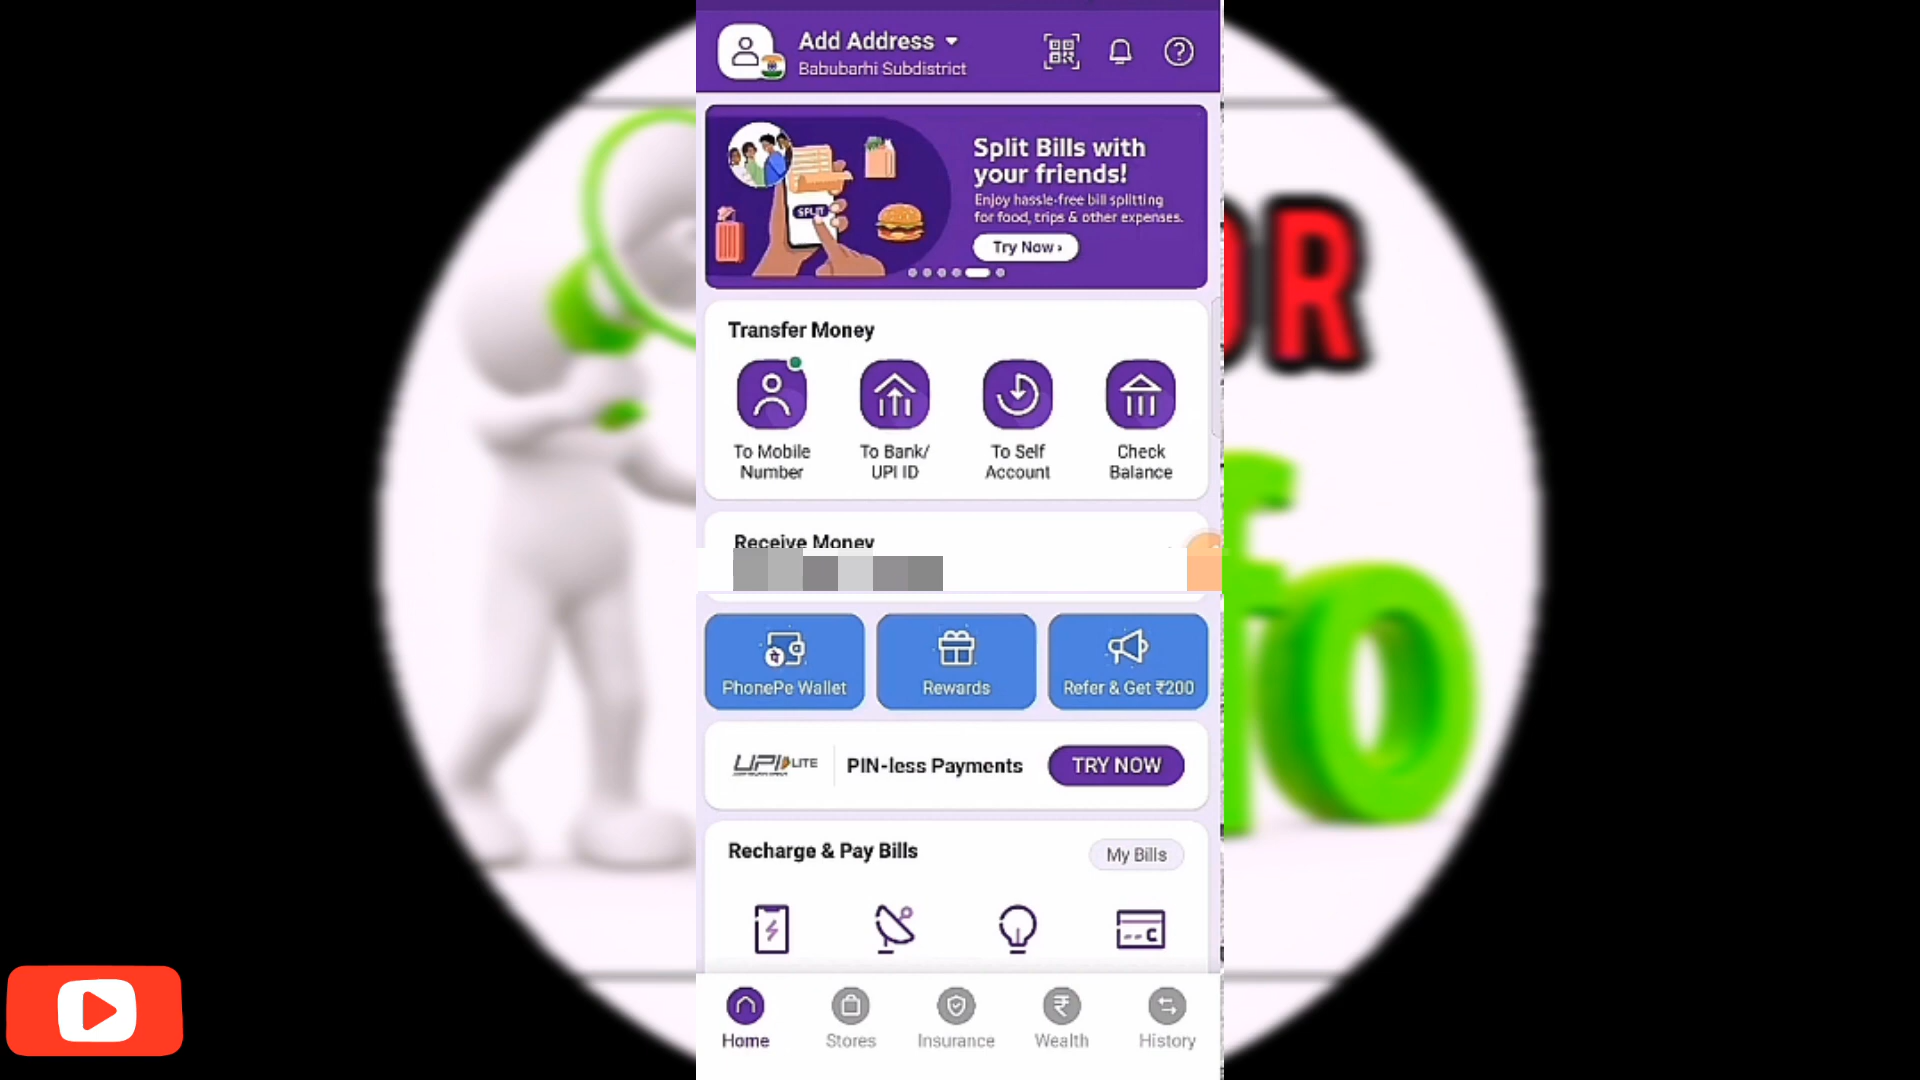 Add Address
Babubarhi Subdistrict
Split Bills with
your friends!
Enjoy hassle-free bill splitting
for food, trips & other expenses.
Try Now ›
SPLIT
Transfer Money
To Mobile
Number
To Bank/
UPI ID
To Self
Account
Check
Balance
Receive Money
पे
PhonePe Wallet
Rewards
Refer & Get ₹200
UPI LITE
PIN-less Payments
TRY NOW
Recharge & Pay Bills
My Bills
Home
Stores
Insurance
Wealth
History
OR
fo